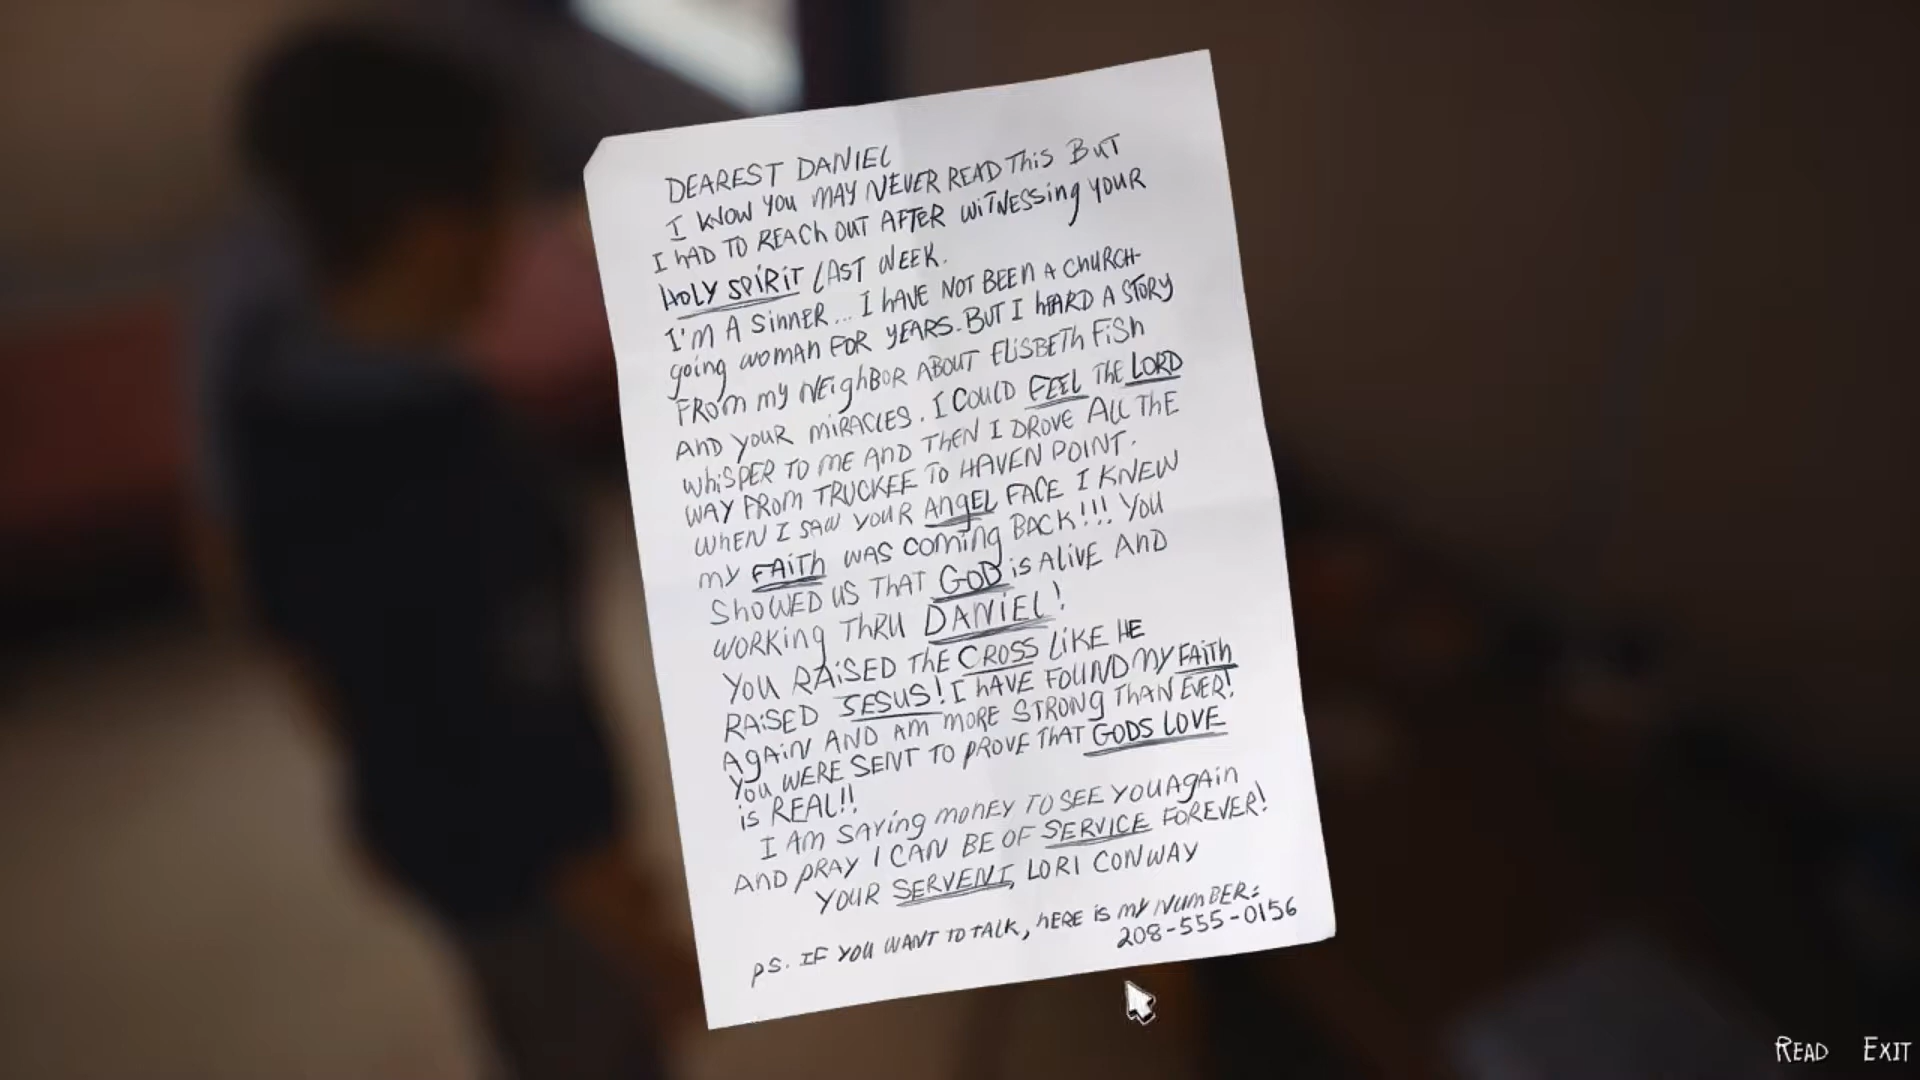 DEAREST DANIEL
I KNOW YOU MAY NEVER READ THIS BUT
I HAD TO REACH OUT AFTER WITNESSING YOUR
HOLY SPIRIT LAST WEEK.
I'M A SINNER... I HAVE NOT BEEN A CHURCH-
GOING WOMAN FOR YEARS. BUT I HEARD A STORY
FROM MY NEIGHBOR ABOUT ELISBETH FISH
AND YOUR MIRACLES. I COULD FEEL THE LORD
WHISPER TO ME AND THEN I DROVE ALL THE
WAY FROM TRUCKEE TO HAVEN POINT.
WHEN I SAW YOUR ANGEL FACE I KNEW
MY FAITH WAS COMING BACK!!! YOU
SHOWED US THAT GOD IS ALIVE AND
WORKING THRU DANIEL!
YOU RAISED THE CROSS LIKE HE
RAISED JESUS! I HAVE FOUND MY FAITH
AGAIN AND AM MORE STRONG THAN EVER!
YOU WERE SENT TO PROVE THAT GODS LOVE
IS REAL!!
I AM SAVING MONEY TO SEE YOU AGAIN
AND PRAY I CAN BE OF SERVICE FOREVER!
YOUR SERVENT, LORI CONWAY
PS. IF YOU WANT TO TALK, HERE IS MY NUMBER:
208-555-0156
READ EXIT